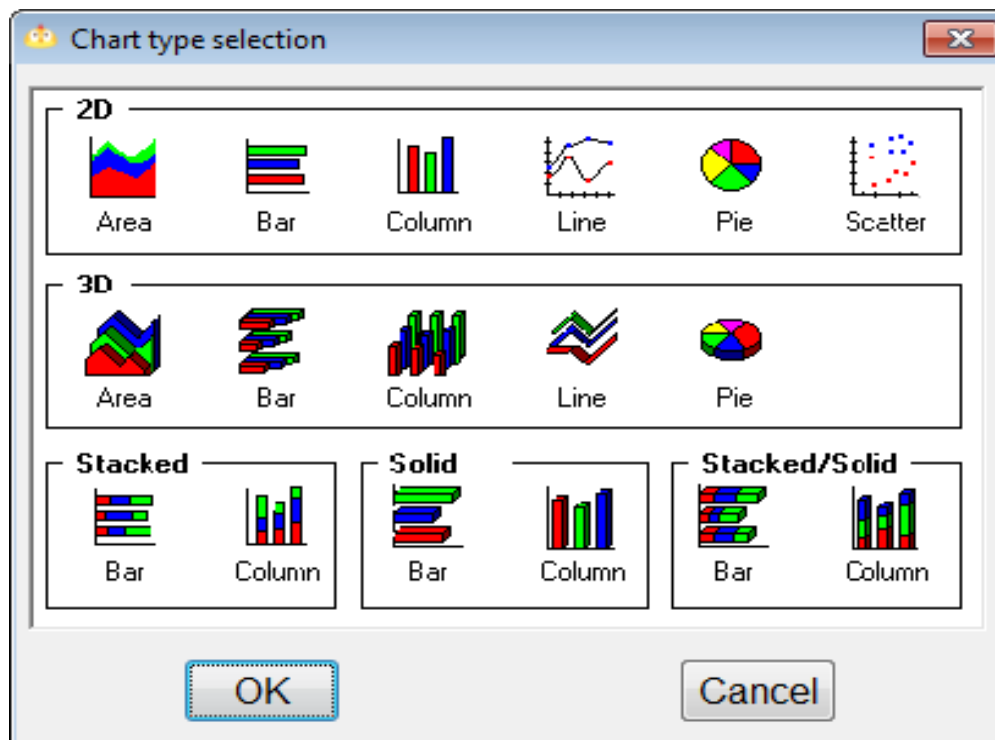 Chart type selection
2D
Area Bar Column Line Pie Scatter
3D
Area Bar Column Line Pie
Stacked Solid Stacked/Solid
Bar Column Bar Column Bar Column
OK Cancel